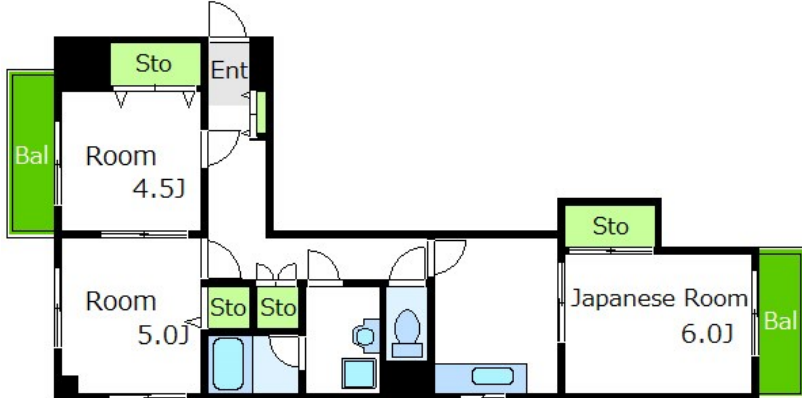 Sto
Ent
Bal
Room
4.5J
Sto
Room
5.0J
Sto
Sto
Japanese Room
6.0J
Bal